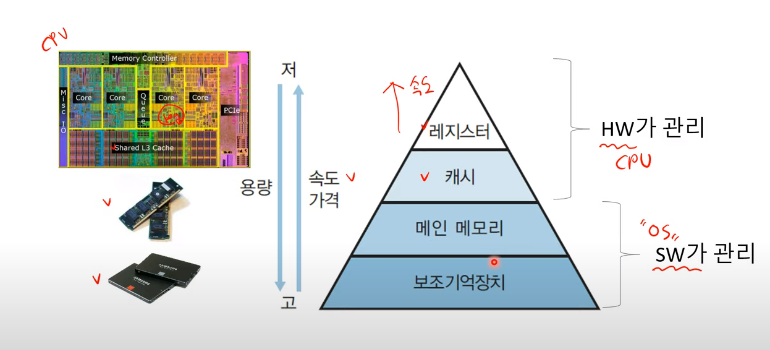 CPU
Memory Controller
Misc IO
Core
Core
Queue
Core
Core
PCIe
Shared L3 Cache
저
용량
속도
가격
고
속도
레지스터
캐시
메인 메모리
보조기억장치
HW가 관리
CPU
"OS"
SW가 관리